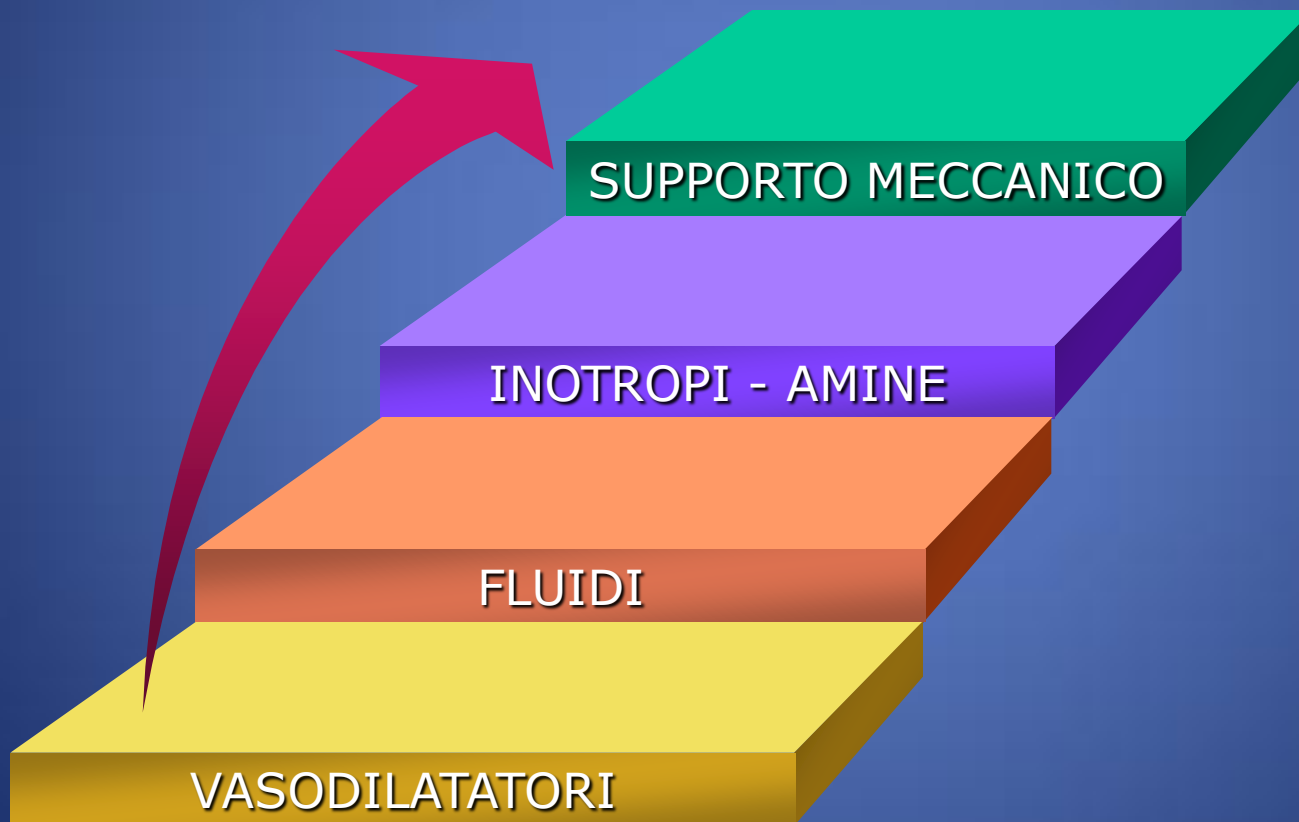 SUPPORTO MECCANICO
INOTROPI - AMINE
FLUIDI
VASODILATATORI